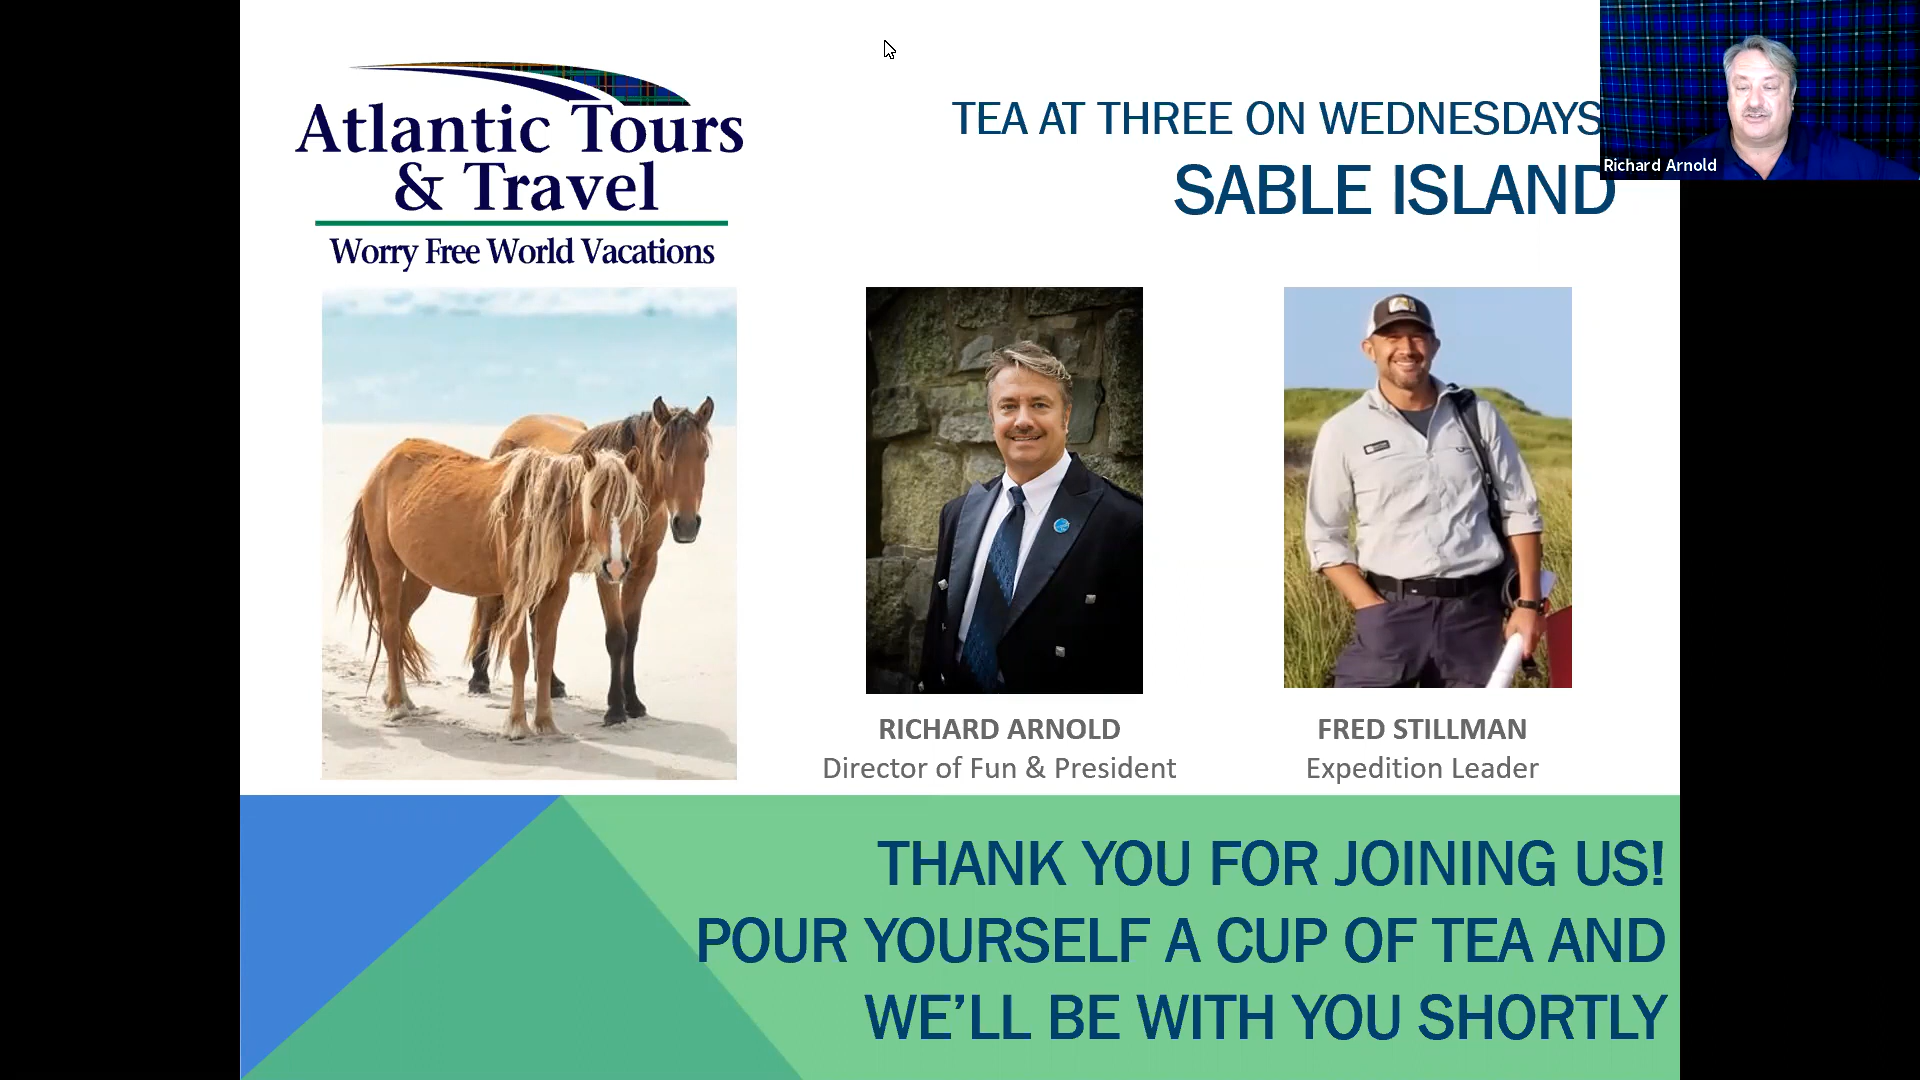 Atlantic Tours
& Travel
Worry Free World Vacations
TEA AT THREE ON WEDNESDAYS
SABLE ISLAND
Richard Arnold
RICHARD ARNOLD
Director of Fun & President
FRED STILLMAN
Expedition Leader
THANK YOU FOR JOINING US!
POUR YOURSELF A CUP OF TEA AND
WE’LL BE WITH YOU SHORTLY